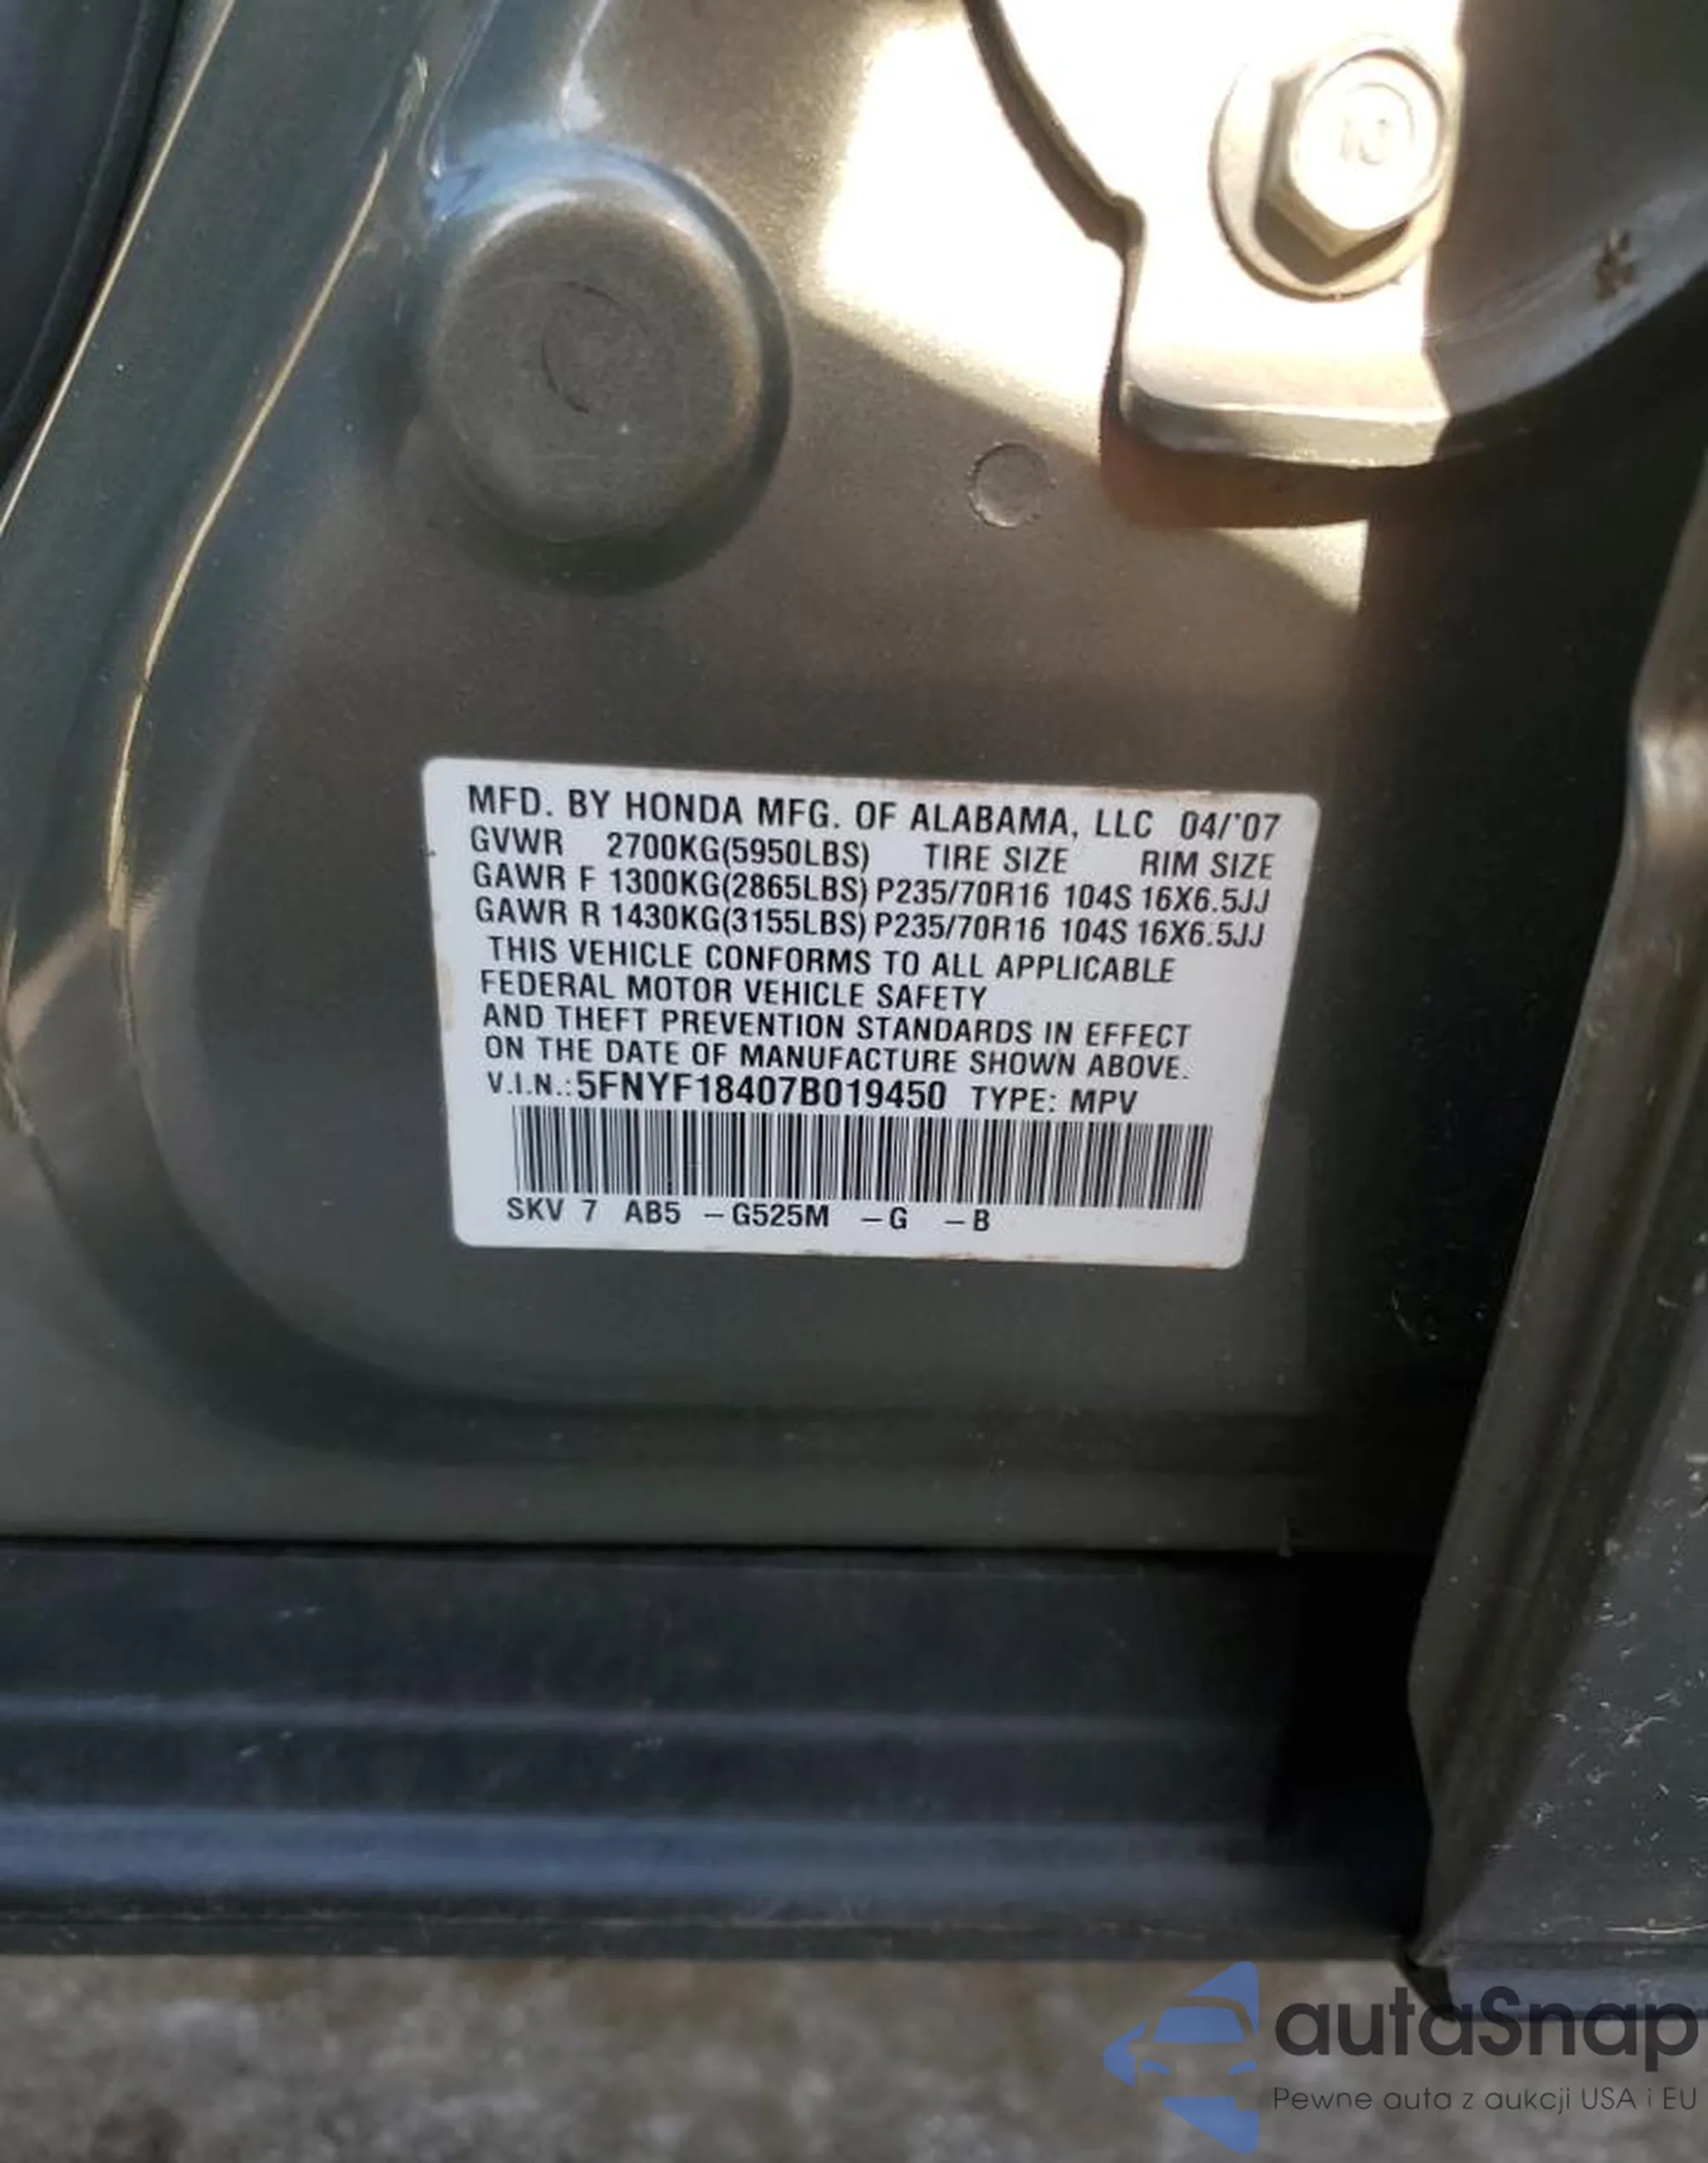 10
MFD. BY HONDA MFG. OF ALABAMA, LLC 04/'07
GVWR 2700KG(5950LBS) TIRE SIZE RIM SIZE
GAWR F 1300KG(2865LBS) P235/70R16 104S 16X6.5JJ
GAWR R 1430KG(3155LBS) P235/70R16 104S 16X6.5JJ
THIS VEHICLE CONFORMS TO ALL APPLICABLE
FEDERAL MOTOR VEHICLE SAFETY
AND THEFT PREVENTION STANDARDS IN EFFECT
ON THE DATE OF MANUFACTURE SHOWN ABOVE.
V.I.N.: 5FNYF18407B019450 TYPE: MPV
SKV 7 AB5 -G525M -G -B
autaSnap
Pewne auta z aukcji USA i EU